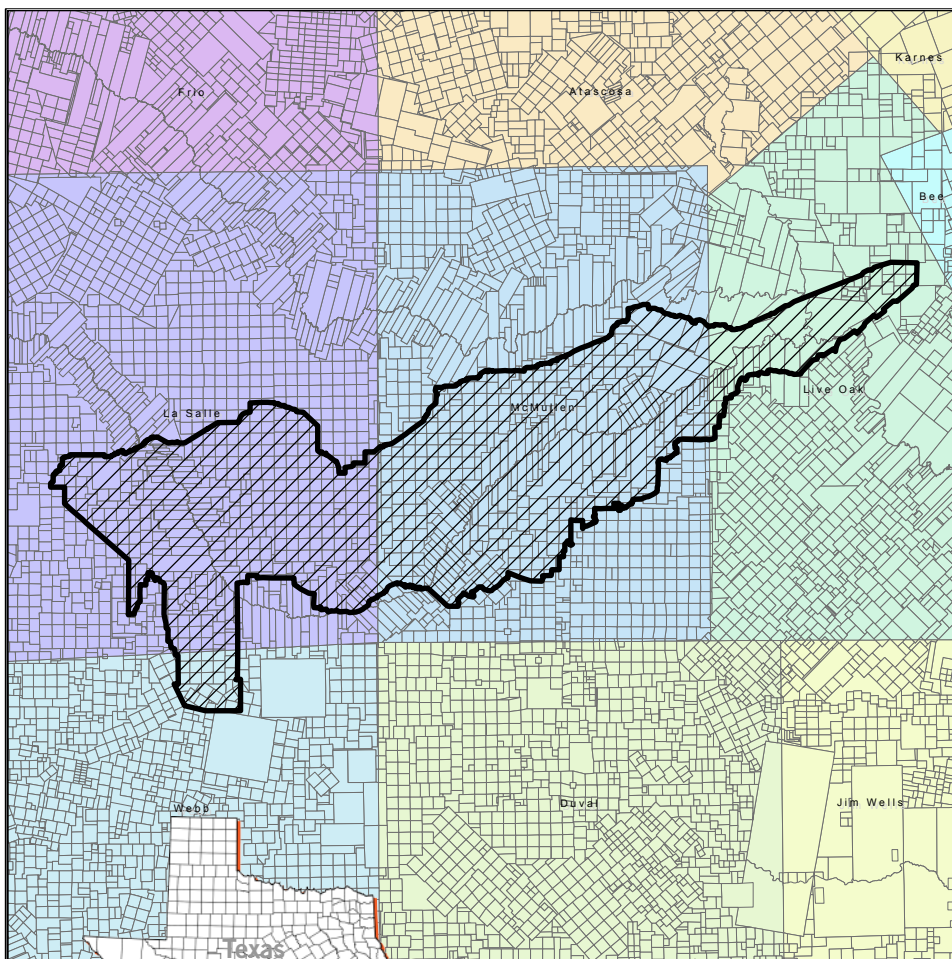 Karnes
Frio
Atascosa
Bee
Live Oak
McMullen
La Salle
Duval
Jim Wells
Webb
Texas